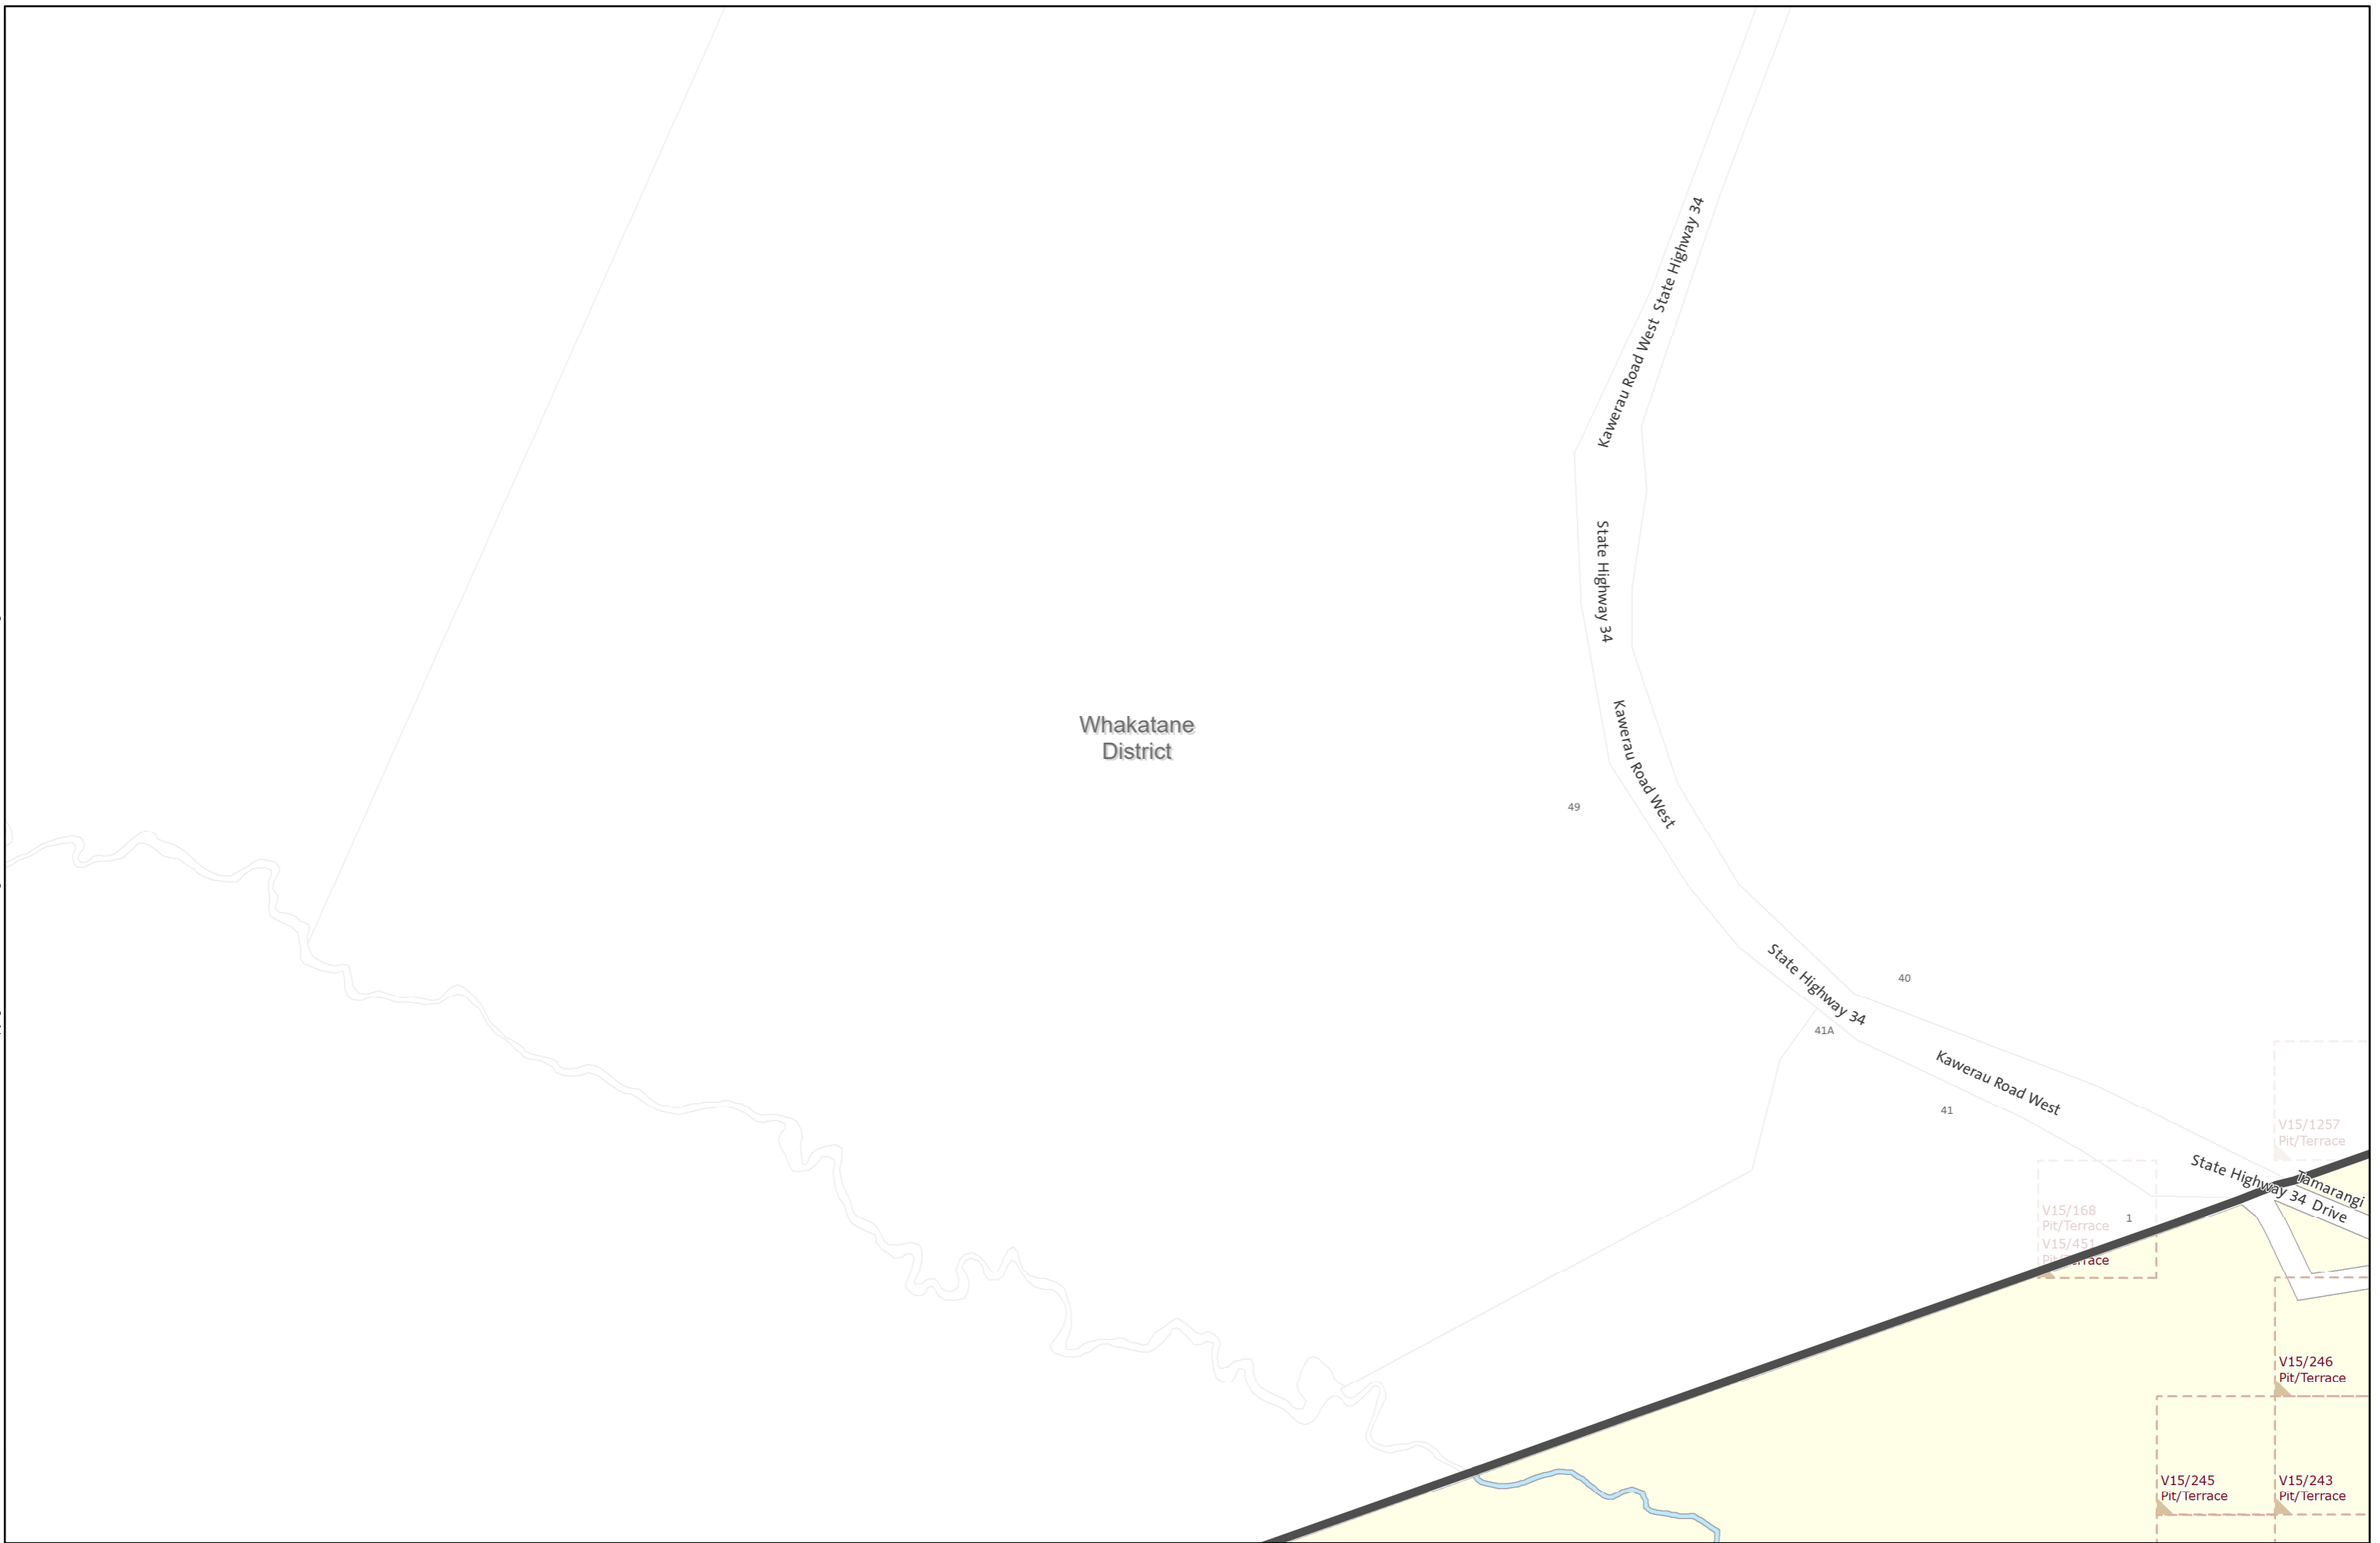 Kawerau Road West State Highway 34
State Highway 34
Whakatane
District
Kawerau Road West
49
State Highway 34
40
41A
Kawerau Road West
41
V15/1257
Pit/Terrace
State Highway 34
Tamarangi
Drive
V15/168
Pit/Terrace
1
V15/451
Pit/Terrace
V15/246
Pit/Terrace
V15/245
Pit/Terrace
V15/243
Pit/Terrace